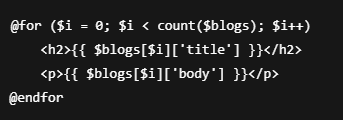 @for ($i = 0; $i < count($blogs); $i++)
    <h2>{{ $blogs[$i]['title'] }}</h2>
    <p>{{ $blogs[$i]['body'] }}</p>
@endfor